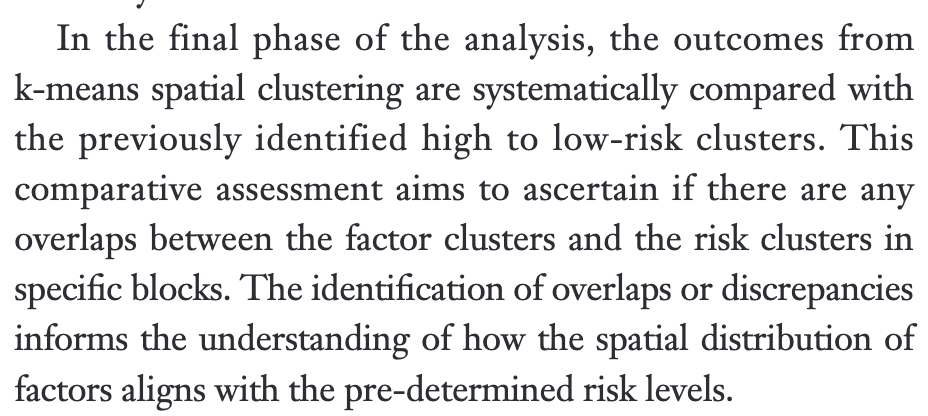 In the final phase of the analysis, the outcomes from
k-means spatial clustering are systematically compared with
the previously identified high to low-risk clusters. This
comparative assessment aims to ascertain if there are any
overlaps between the factor clusters and the risk clusters in
specific blocks. The identification of overlaps or discrepancies
informs the understanding of how the spatial distribution of
factors aligns with the pre-determined risk levels.